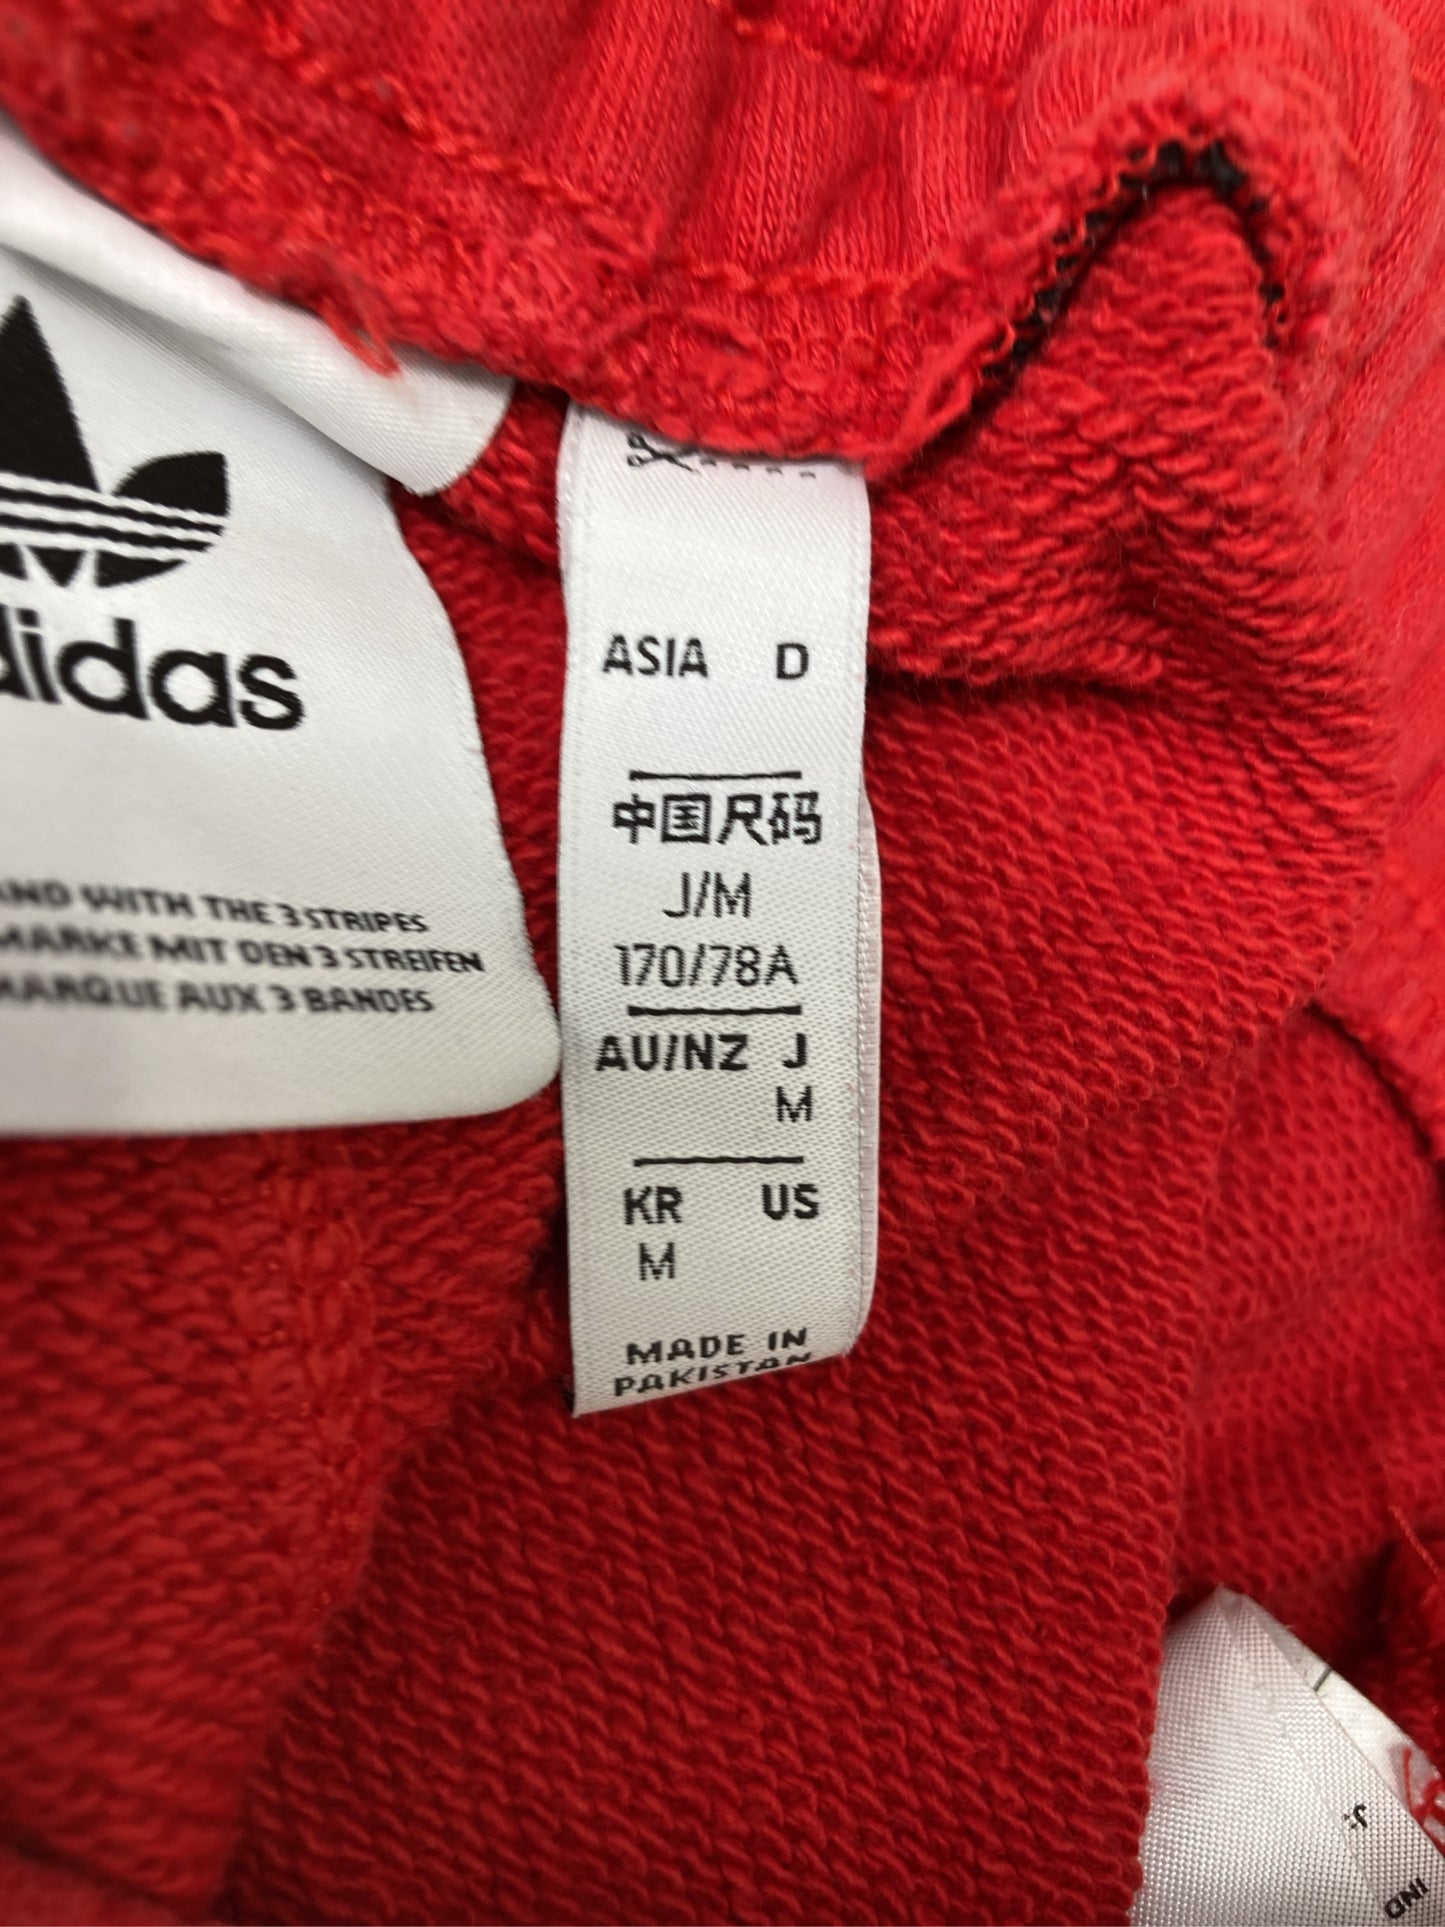 adidas
AND WITH THE 3 STRIPES
MARKE MIT DEN 3 STREIFEN
MARQUE AUX 3 BANDES
ASIA D
中国尺码
J/M
170/78A
AU/NZ J
M
KR US
M
MADE IN
PAKISTAN